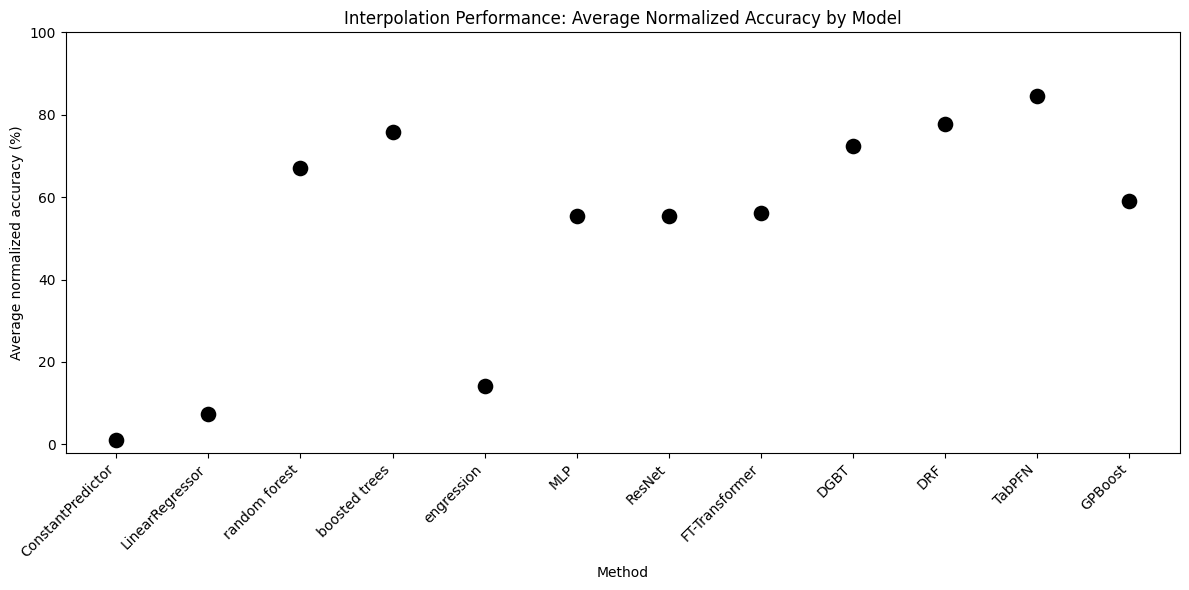 Interpolation Performance: Average Normalized Accuracy by Model
Average normalized accuracy (%)
100
80
60
40
20
0
ConstantPredictor
LinearRegressor
random forest
boosted trees
engression
MLP
ResNet
FT-Transformer
DGBT
DRF
TabPFN
GPBoost
Method